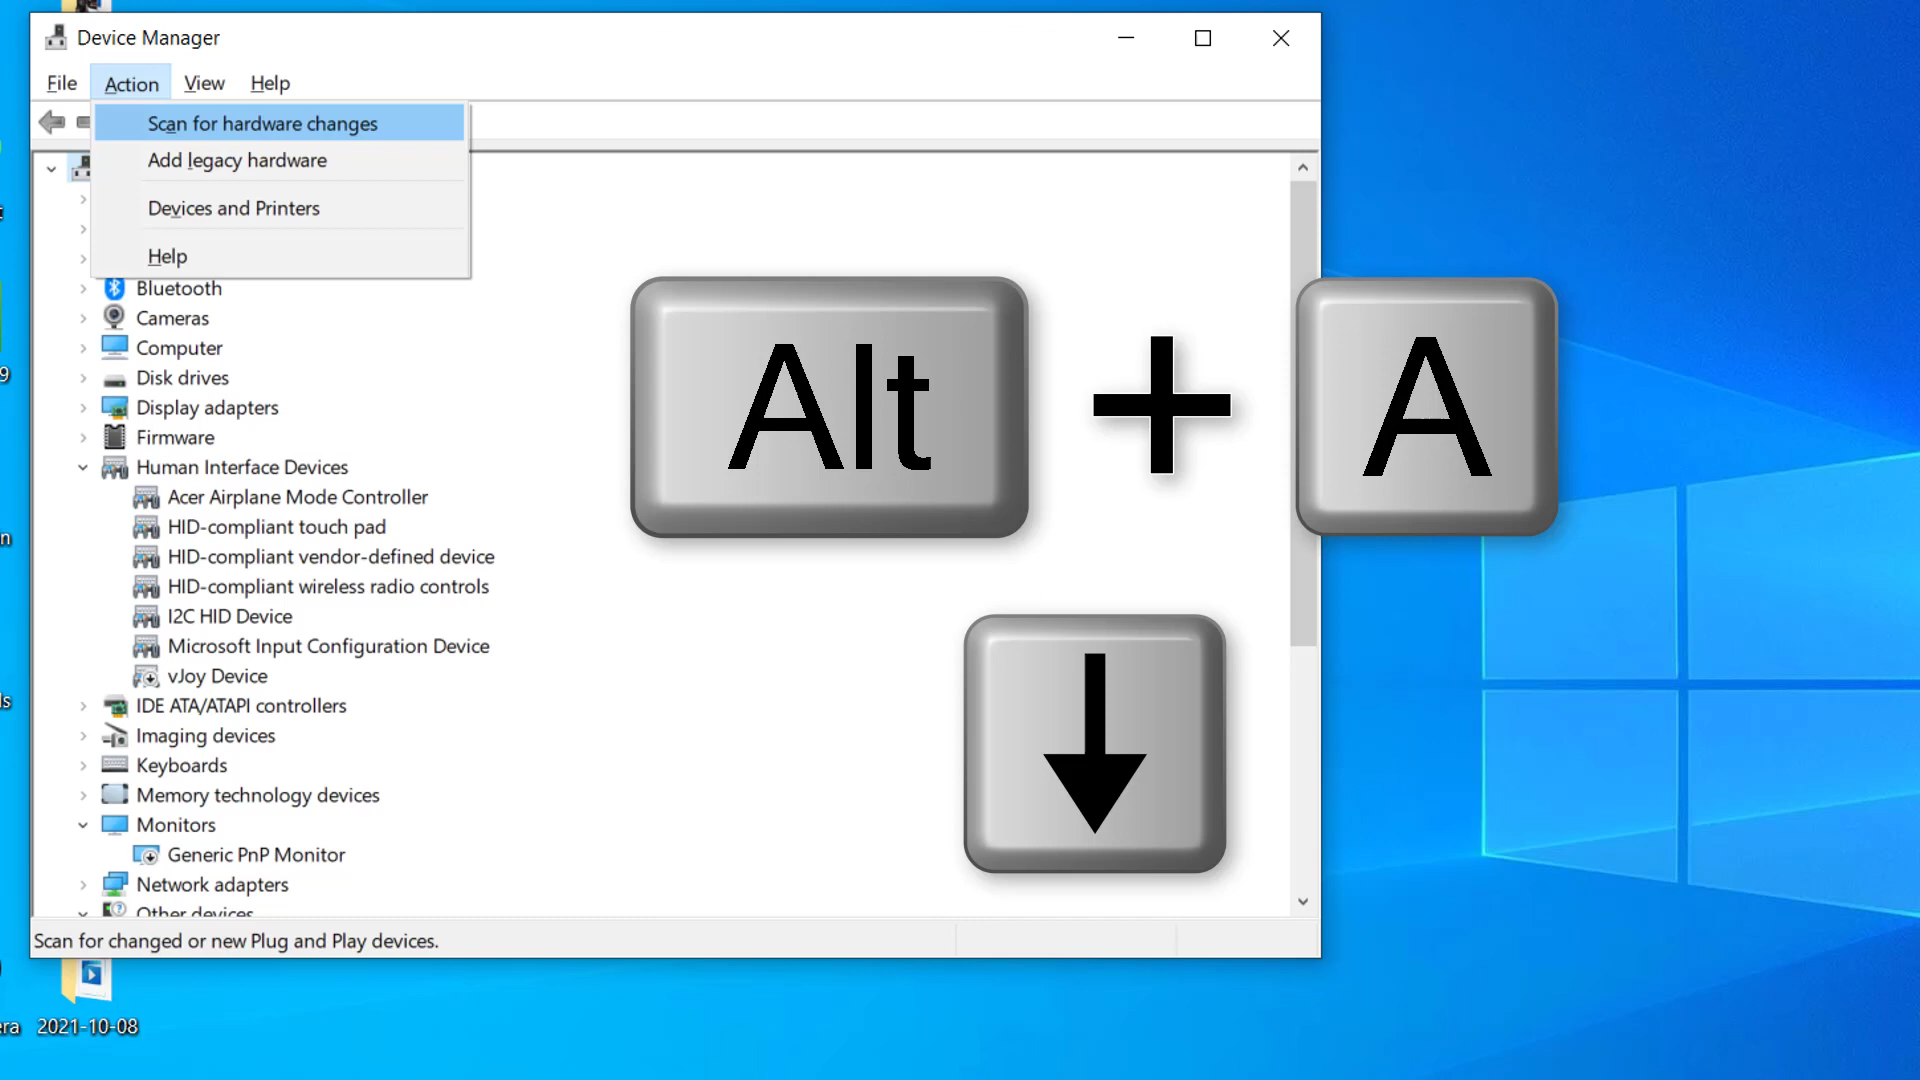 Device Manager
File Action View Help
Scan for hardware changes
Add legacy hardware
Devices and Printers
Help
Bluetooth
Cameras
Computer
Disk drives
Display adapters
Firmware
Human Interface Devices
Acer Airplane Mode Controller
HID-compliant touch pad
HID-compliant vendor-defined device
HID-compliant wireless radio controls
I2C HID Device
Microsoft Input Configuration Device
vJoy Device
IDE ATA/ATAPI controllers
Imaging devices
Keyboards
Memory technology devices
Monitors
Generic PnP Monitor
Network adapters
Other devices
Scan for changed or new Plug and Play devices.
Alt + A
2021-10-08